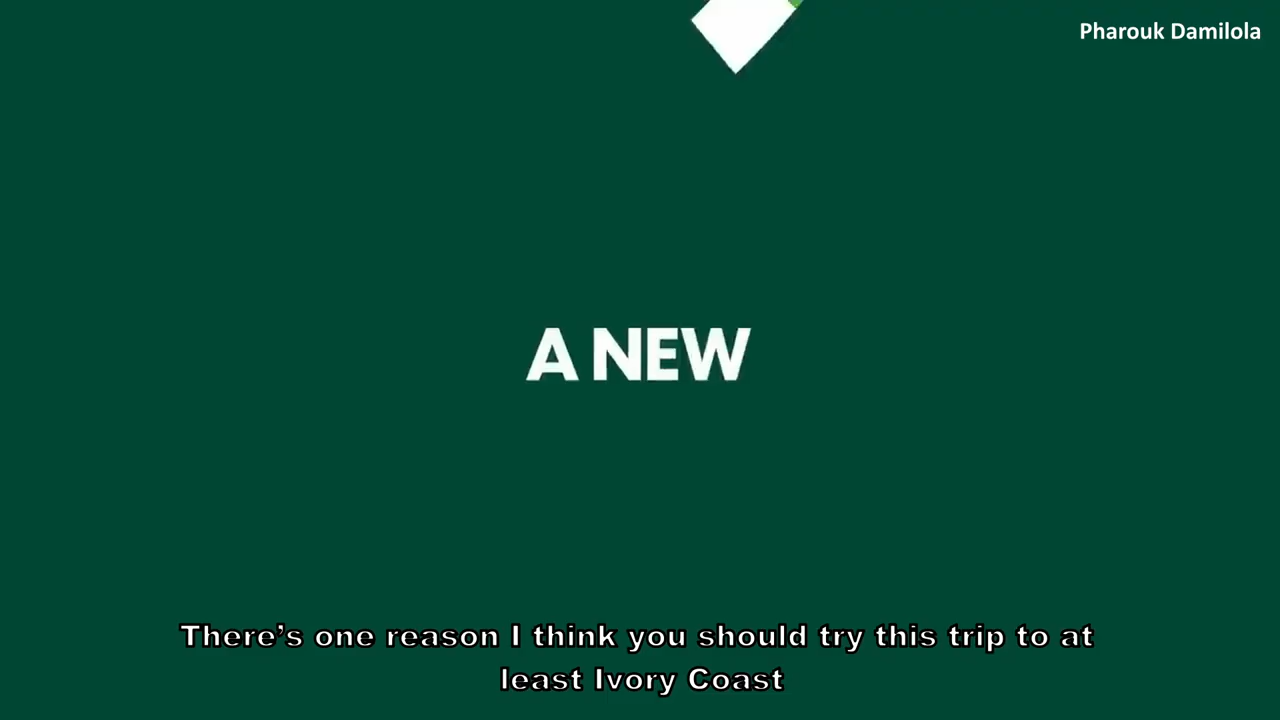 Pharouk Damilola
A NEW
There’s one reason I think you should try this trip to at
least Ivory Coast